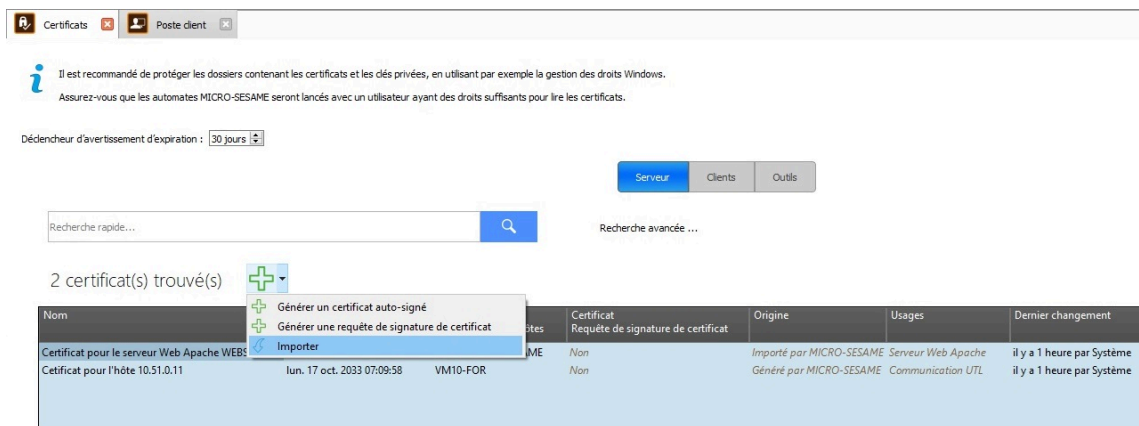 Certificats
Poste client
Il est recommandé de protéger les dossiers contenant les certificats et les clés privées, en utilisant par exemple la gestion des droits Windows.
Assurez-vous que les automates MICRO-SESAME seront lancés avec un utilisateur ayant des droits suffisants pour lire les certificats.
Déclencheur d'avertissement d'expiration : 30 jours
Serveur Clients Outils
Recherche rapide... Recherche avancée ...
2 certificat(s) trouvé(s)
Générer un certificat auto-signé
Générer une requête de signature de certificat
Importer
Nom ôtes Certificat Origine Usages Dernier changement
Requête de signature de certificat
Certificat pour le serveur Web Apache WEBS AME Non Importé par MICRO-SESAME Serveur Web Apache il y a 1 heure par Système
Cetificat pour l'hôte 10.51.0.11 lun. 17 oct. 2033 07:09:58 VM10-FOR Non Généré par MICRO-SESAME Communication UTL il y a 1 heure par Système